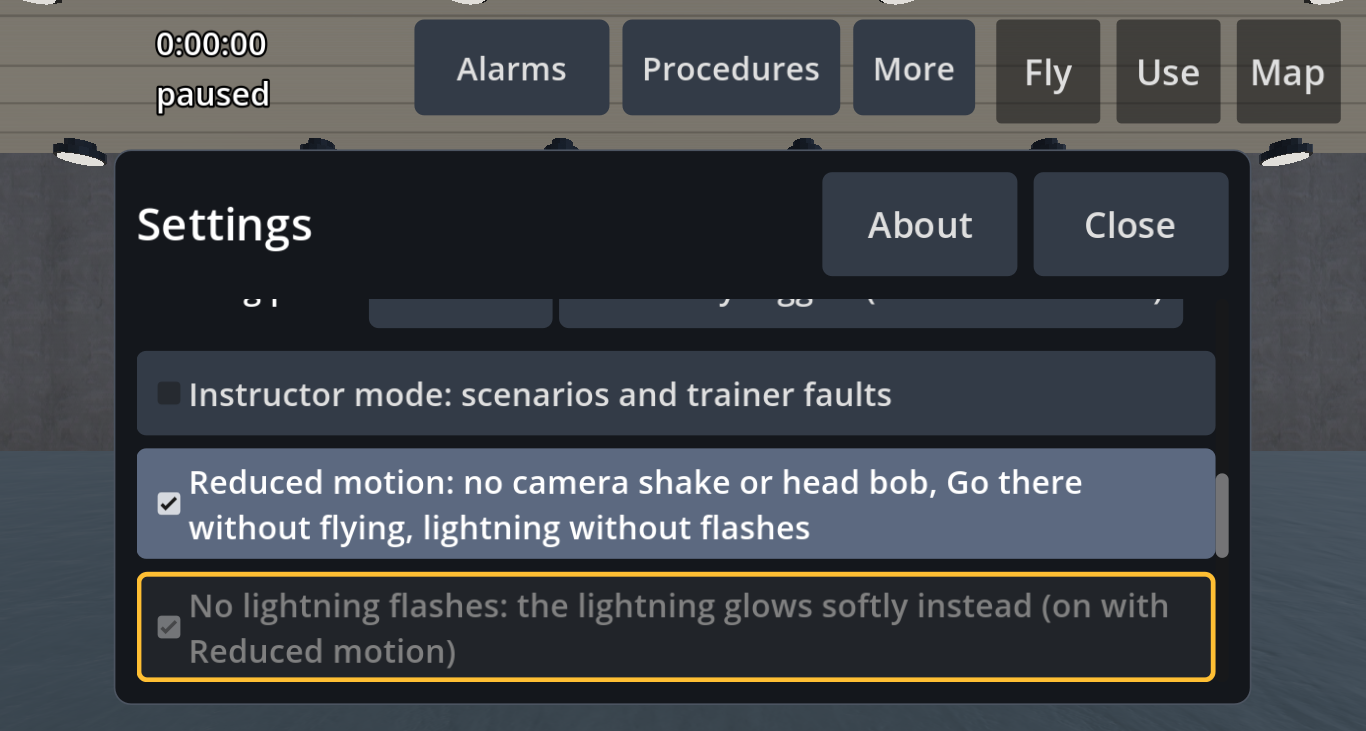 0:00:00
paused
Alarms
Procedures
More
Fly
Use
Map
Settings
About
Close
Instructor mode: scenarios and trainer faults
Reduced motion: no camera shake or head bob, Go there
without flying, lightning without flashes
No lightning flashes: the lightning glows softly instead (on with
Reduced motion)